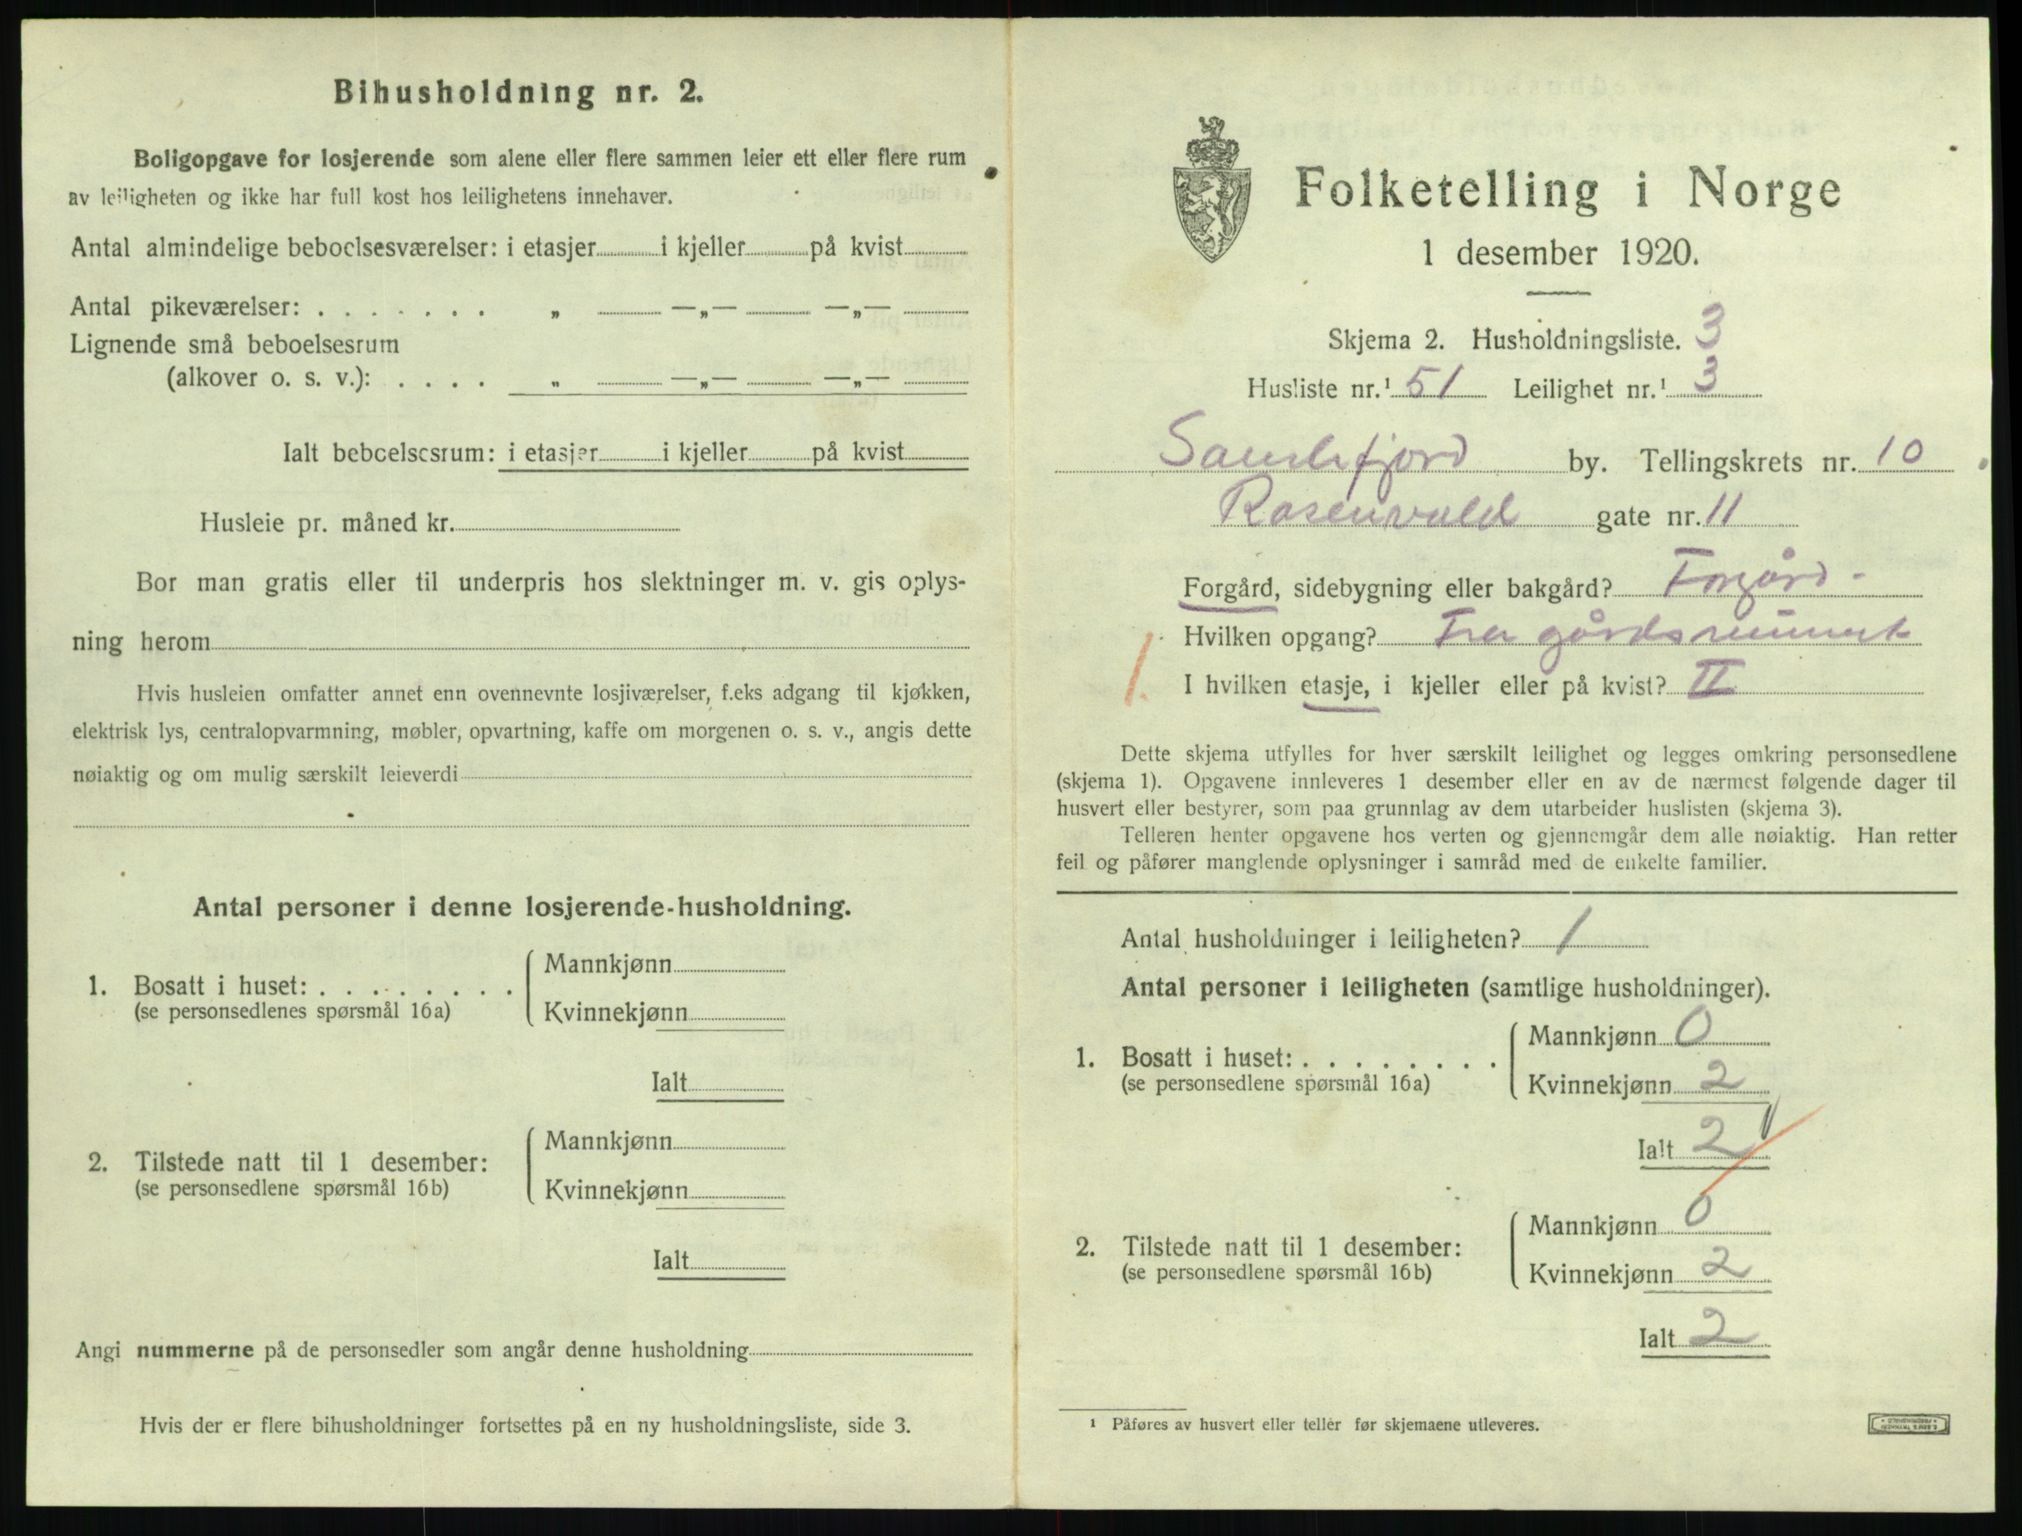 Bihusholdning nr. 2.
Boligopgave for losjerende som alene eller flere sammen leier ett eller flere rum
av leiligheten og ikke har full kost hos leilighetens innehaver.
Antal almindelige beboelsesværelser: i etasjer i kjeller på kvist
Antal pikeværelser: . . . . . . . „ —„— —„—
Lignende små beboelsesrum
(alkover o. s. v.): . . . . „ —„— —„—
Ialt beboelsesrum: i etasjer i kjeller på kvist
Husleie pr. måned kr.
Bor man gratis eller til underpris hos slektninger m. v. gis oplys-
ning herom
Hvis husleien omfatter annet enn ovennevnte losjiværelser, f.eks adgang til kjøkken,
elektrisk lys, centralopvarmning, møbler, opvartning, kaffe om morgenen o. s. v., angis dette
nøiaktig og om mulig særskilt leieverdi
Antal personer i denne losjerende-husholdning.
1. Bosatt i huset: . . . . . . . . Mannkjønn
(se personsedlenes spørsmål 16a) Kvinnekjønn
Ialt
2. Tilstede natt til 1 desember: Mannkjønn
(se personsedlene spørsmål 16b) Kvinnekjønn
Ialt
Angi nummerne på de personsedler som angår denne husholdning
Hvis der er flere bihusholdninger fortsettes på en ny husholdningsliste, side 3.
Folketelling i Norge
1 desember 1920.
Skjema 2. Husholdningsliste. 3
Husliste nr.¹ 51 Leilighet nr.¹ 3
Sandefjord by. Tellingskrets nr. 10
Rosenvald gate nr. 11
Forgård, sidebygning eller bakgård? Forgård -
Hvilken opgang? Fra gårdsrummet
1. I hvilken etasje, i kjeller eller på kvist? II
Dette skjema utfylles for hver særskilt leilighet og legges omkring personsedlene
(skjema 1). Opgavene innleveres 1 desember eller en av de nærmest følgende dager til
husvert eller bestyrer, som paa grunnlag av dem utarbeider huslisten (skjema 3).
Telleren henter opgavene hos verten og gjennemgår dem alle nøiaktig. Han retter
feil og påfører manglende oplysninger i samråd med de enkelte familier.
Antal husholdninger i leiligheten? 1
Antal personer i leiligheten (samtlige husholdninger).
1. Bosatt i huset: . . . . . . . . Mannkjønn 0
(se personsedlene spørsmål 16a) Kvinnekjønn 2
Ialt 2
2. Tilstede natt til 1 desember: Mannkjønn 0
(se personsedlene spørsmål 16b) Kvinnekjønn 2
Ialt 2
¹ Påføres av husvert eller teller før skjemaene utleveres.